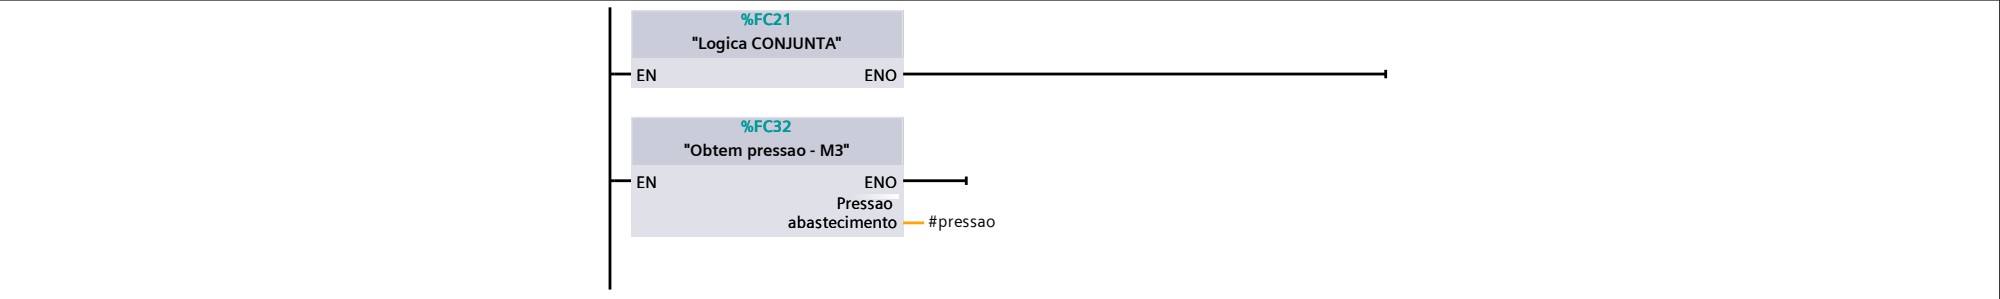 %FC21
"Logica CONJUNTA"
EN ENO
%FC32
"Obtem pressao - M3"
EN ENO
Pressao
abastecimento #pressao